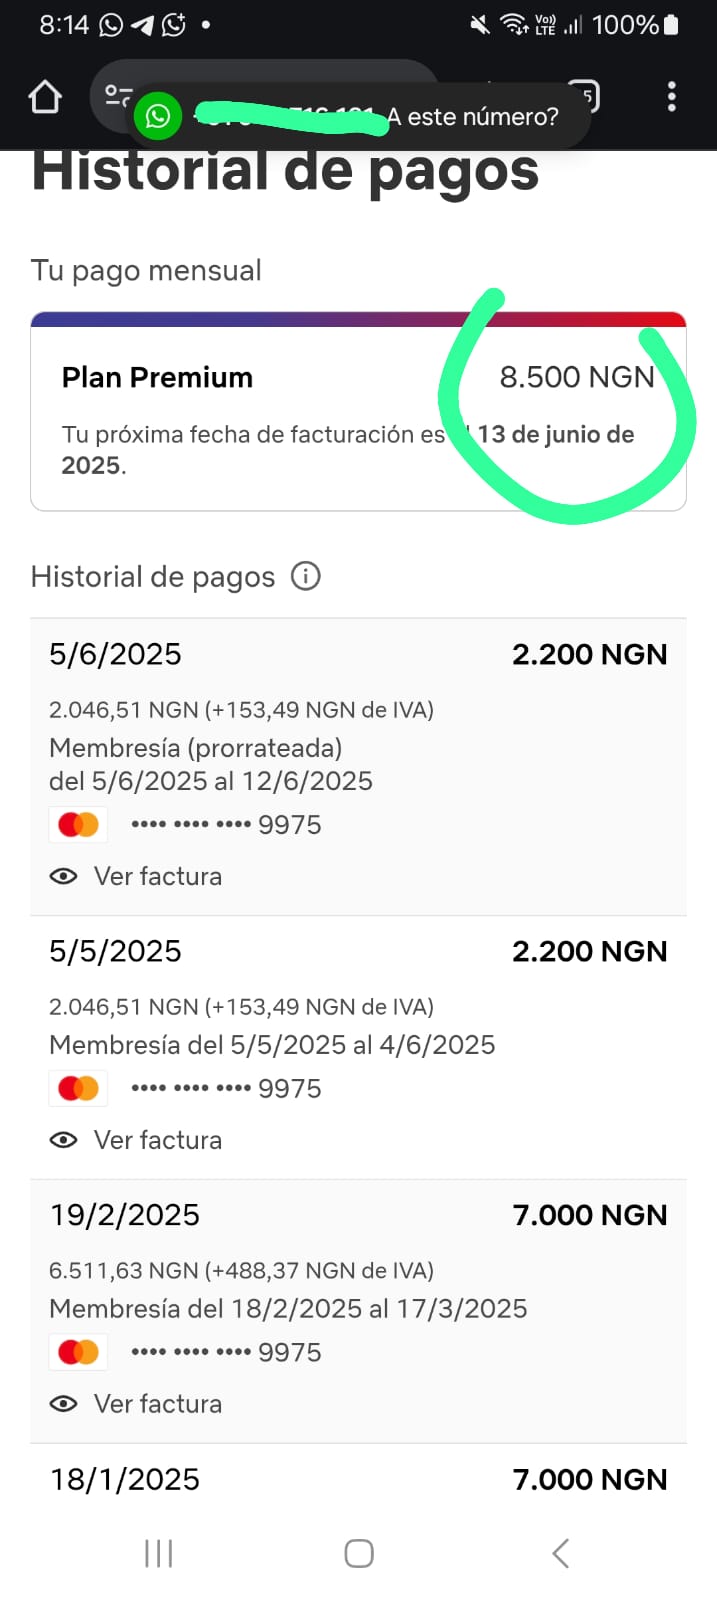 8:14
Vo))
LTE
100%
A este número?
Historial de pagos
Tu pago mensual
Plan Premium
8.500 NGN
Tu próxima fecha de facturación es 13 de junio de
2025.
Historial de pagos
5/6/2025
2.200 NGN
2.046,51 NGN (+153,49 NGN de IVA)
Membresía (prorrateada)
del 5/6/2025 al 12/6/2025
•••• •••• •••• 9975
Ver factura
5/5/2025
2.200 NGN
2.046,51 NGN (+153,49 NGN de IVA)
Membresía del 5/5/2025 al 4/6/2025
•••• •••• •••• 9975
Ver factura
19/2/2025
7.000 NGN
6.511,63 NGN (+488,37 NGN de IVA)
Membresía del 18/2/2025 al 17/3/2025
•••• •••• •••• 9975
Ver factura
18/1/2025
7.000 NGN